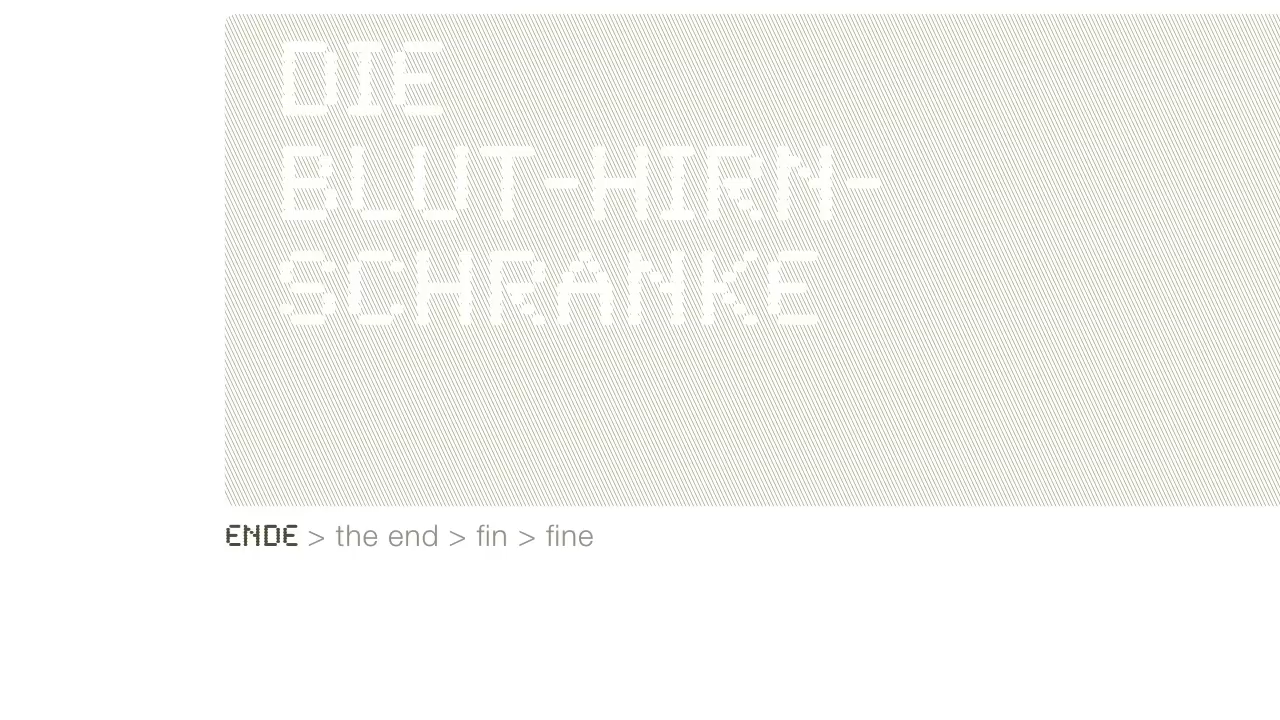 DIE
BLUT-HIRN-
SCHRANKE
ENDE > the end > fin > fine